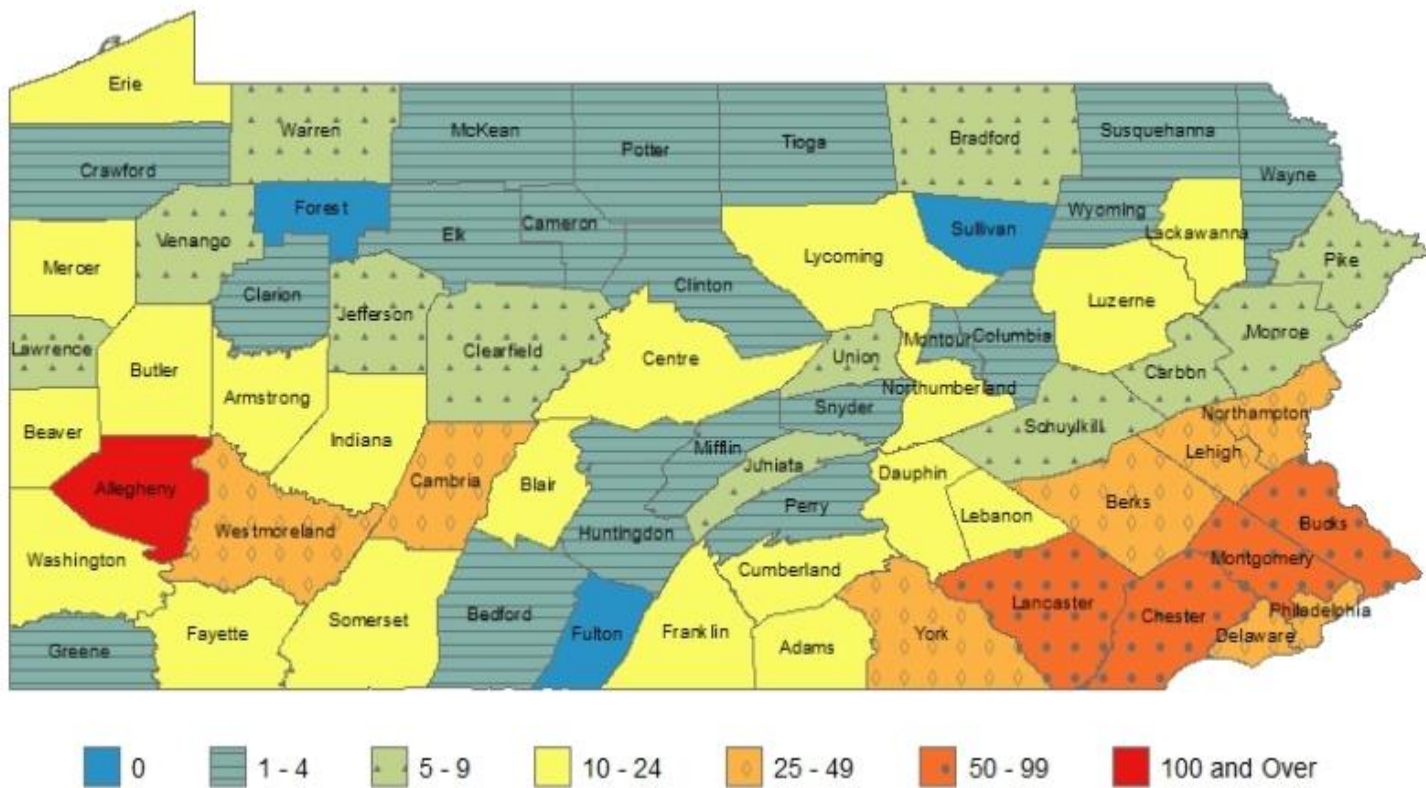 Erie
Warren
McKean
Potter
Tioga
Bradford
Susquehanna
Crawford
Wayne
Forest
Elk
Cameron
Sullivan
Wyoming
Lackawanna
Venango
Lycoming
Pike
Mercer
Clarion
Clinton
Luzerne
Jefferson
Lawrence
Clearfield
Centre
Union
Montour
Columbia
Monroe
Butler
Carbon
Armstrong
Northumberland
Snyder
Northampton
Beaver
Indiana
Schuylkill
Mifflin
Lehigh
Allegheny
Cambria
Blair
Juniata
Dauphin
Perry
Berks
Lebanon
Bucks
Westmoreland
Huntingdon
Washington
Cumberland
Montgomery
Lancaster
Philadelphia
Bedford
Chester
Somerset
Fayette
Fulton
Franklin
York
Delaware
Adams
Greene
0 1 - 4 5 - 9 10 - 24 25 - 49 50 - 99 100 and Over